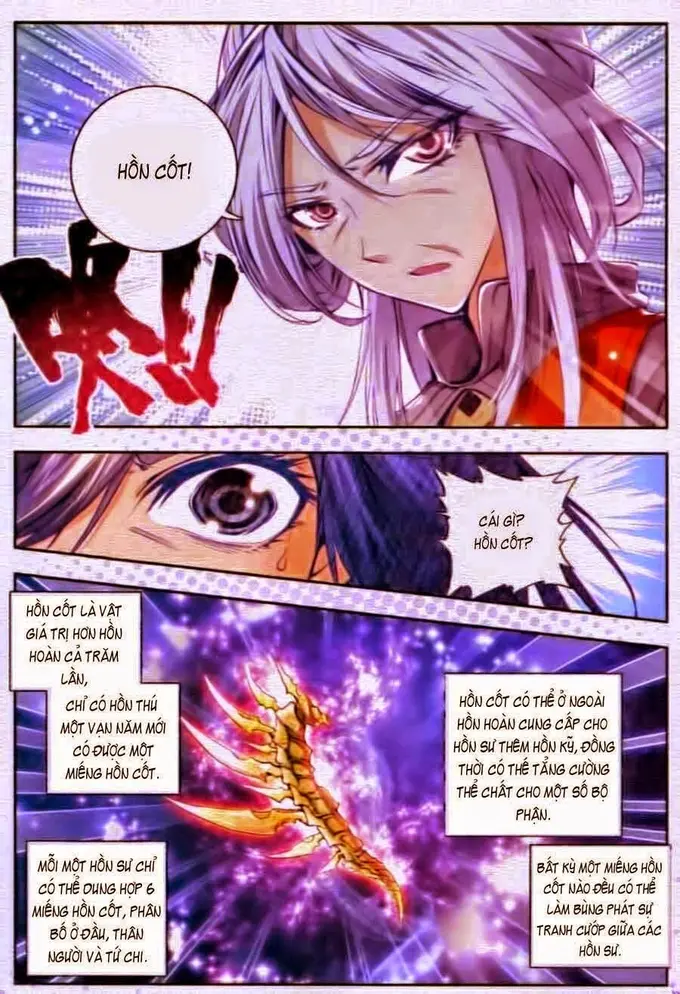 HỒN CỐT!
CÁI GÌ?
HỒN CỐT?
HỒN CỐT LÀ VẬT
GIÁ TRỊ HƠN HỒN
HOÀN CẢ TRĂM
LẦN,
CHỈ CÓ HỒN THÚ
MỘT VẠN NĂM MỚI
CÓ ĐƯỢC MỘT
MIẾNG HỒN CỐT.
HỒN CỐT CÓ THỂ Ở NGOÀI
HỒN HOÀN CUNG CẤP CHO
HỒN SƯ THÊM HỒN KỸ, ĐỒNG
THỜI CÓ THỂ TĂNG CƯỜNG
THỂ CHẤT CHO MỘT SỐ BỘ
PHẬN.
MỖI MỘT HỒN SƯ CHỈ
CÓ THỂ DUNG HỢP 6
MIẾNG HỒN CỐT, PHÂN
BỐ Ở ĐẦU, THÂN
NGƯỜI VÀ TỨ CHI.
BẤT KỲ MỘT MIẾNG HỒN
CỐT NÀO ĐỀU CÓ THỂ
LÀM BÙNG PHÁT SỰ
TRANH CƯỚP GIỮA CÁC
HỒN SƯ.